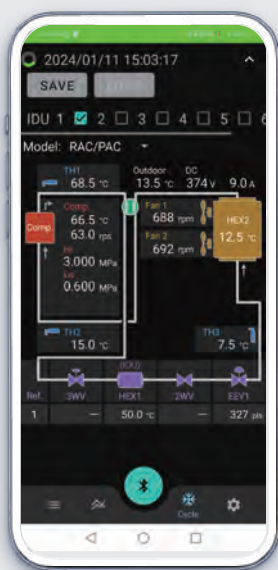 2024/01/11 15:03:17
SAVE
IDU 1 2 3 4 5 6
Model: RAC/PAC
TH1
68.5 ℃
Outdoor
13.5 ℃
DC
374 V
9.0 A
Comp.
Comp.
66.5 ℃
63.0 rps
Hi
3.000 MPa
Lo
0.600 MPa
Fan 1
688 rpm
Fan 2
692 rpm
HEX2
12.5 ℃
TH2
15.0 ℃
TH3
7.5 ℃
Ref. 3WV HEX1 2WV EEV1
1 — 50.0 ℃ — 327 pls
Cycle